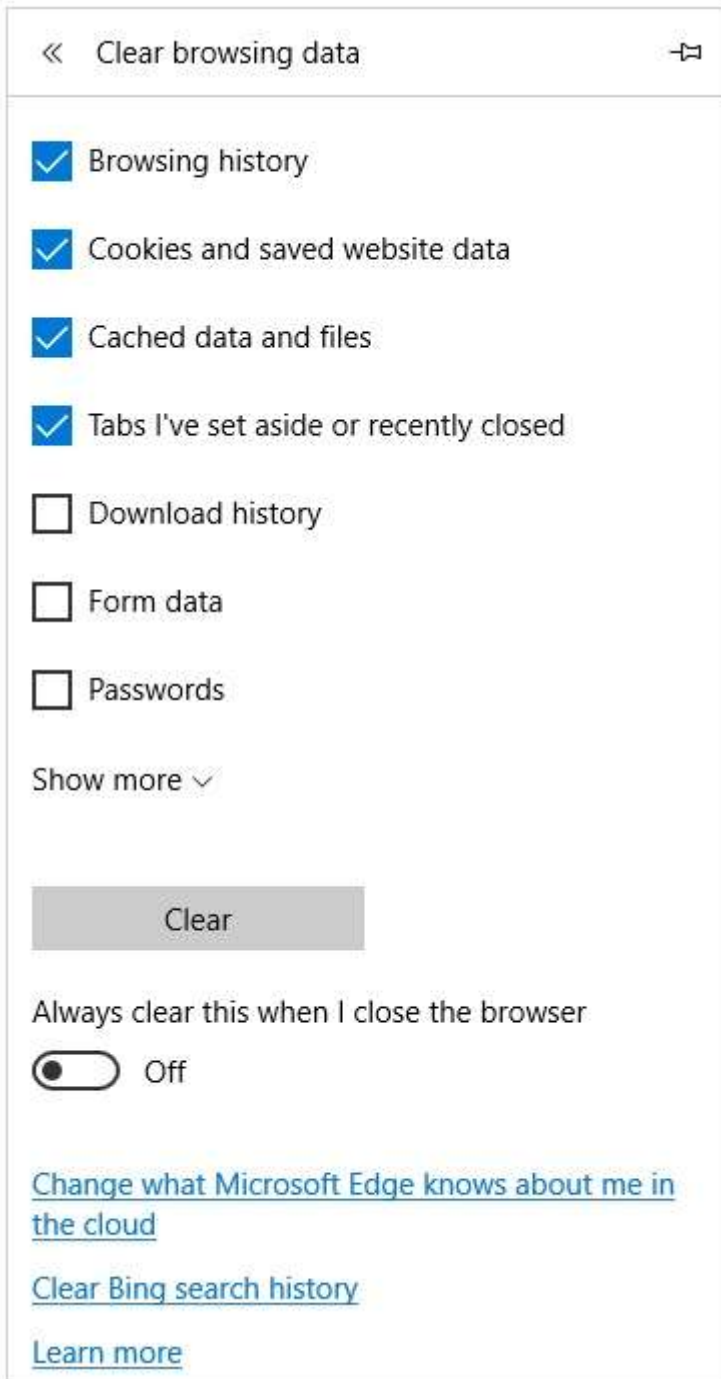 Clear browsing data
Browsing history
Cookies and saved website data
Cached data and files
Tabs I've set aside or recently closed
Download history
Form data
Passwords
Show more
Clear
Always clear this when I close the browser
Off
Change what Microsoft Edge knows about me in
the cloud
Clear Bing search history
Learn more